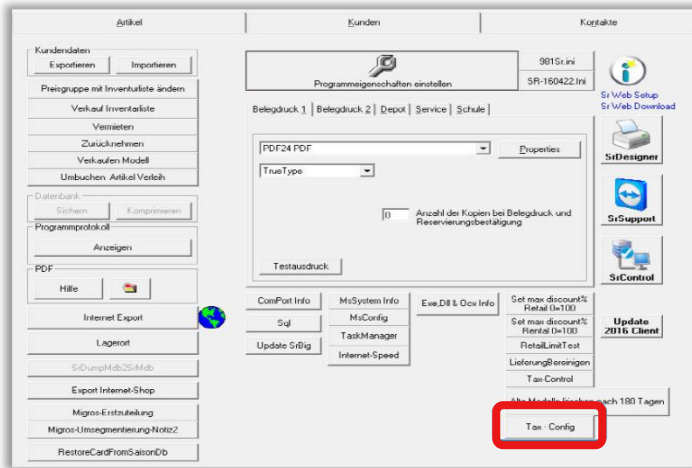 Artikel
Kunden
Kontakte
Kundendaten
Exportieren
Importieren
Preisgruppe mit Inventurliste ändern
Verkauf Inventarliste
Vermieten
Zurücknehmen
Verkaufen Modell
Umbuchen Artikel Verleih
Datenbank
Sichern
Komprimieren
Programmprotokoll
Anzeigen
PDF
Hilfe
Internet Export
Lagerort
SrDumpMdb2SrMdb
Export Internet-Shop
Migros-Erstzuteilung
Migros-Umsegmentierung-Notiz2
RestoreCardFromSaisonDb
Programmeigenschaften einstellen
981Sr.ini
SR-160422.Ini
Belegdruck 1
Belegdruck 2
Depot
Service
Schule
PDF24 PDF
Properties
TrueType
0
Anzahl der Kopien bei Belegdruck und
Reservierungsbestätigung
Testausdruck
ComPort Info
Sql
Update SrBig
MsSystem Info
MsConfig
TaskManager
Internet-Speed
Exe,Dll & Ocx Info
Set max discount%
Retail 0=100
Set max discount%
Rental 0=100
RetailLimitTest
LieferungBereinigen
Tax-Control
nach 180 Tagen
Tax - Config
Sr Web Setup
Sr Web Download
SrDesigner
SrSupport
SrControl
Update
2016 Client